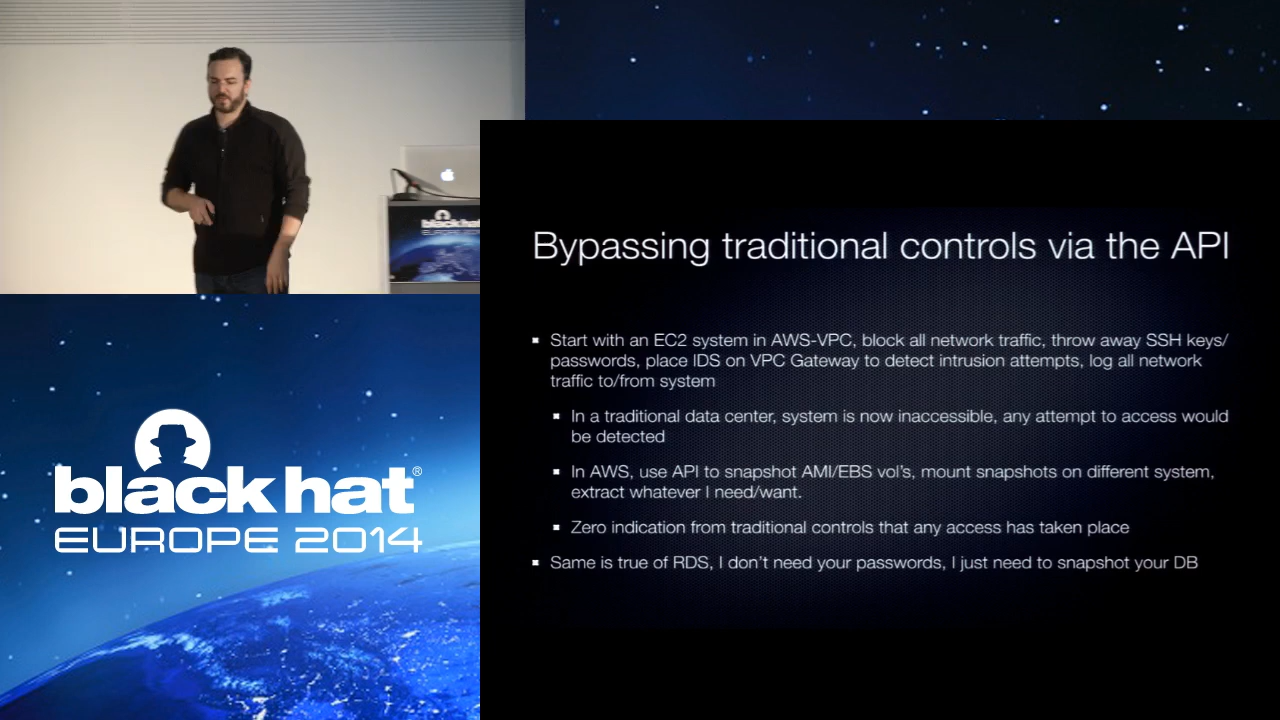 black hat
EUROPE
Bypassing traditional controls via the API
Start with an EC2 system in AWS-VPC, block all network traffic, throw away SSH keys/
passwords, place IDS on VPC Gateway to detect intrusion attempts, log all network
traffic to/from system
In a traditional data center, system is now inaccessible, any attempt to access would
be detected
In AWS, use API to snapshot AMI/EBS vol's, mount snapshots on different system,
extract whatever I need/want.
Zero indication from traditional controls that any access has taken place
Same is true of RDS, I don't need your passwords, I just need to snapshot your DB
black hat®
EUROPE 2014